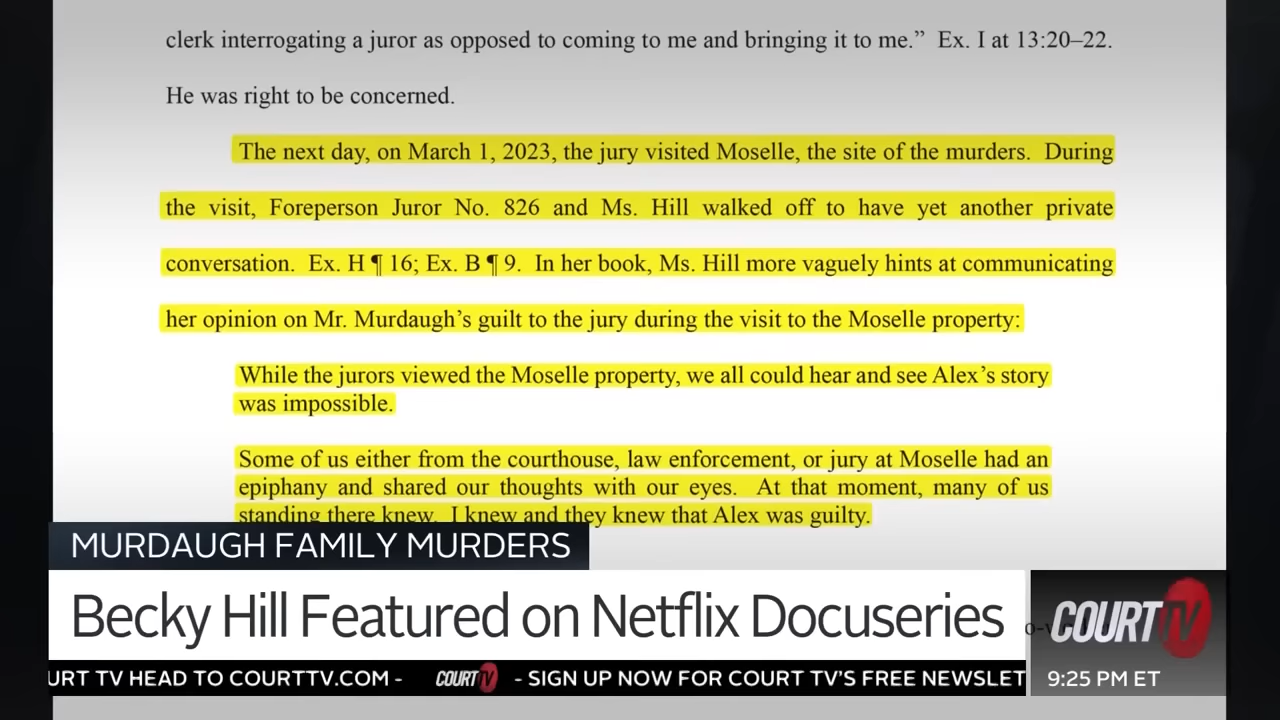 clerk interrogating a juror as opposed to coming to me and bringing it to me.” Ex. I at 13:20–22.
He was right to be concerned.
The next day, on March 1, 2023, the jury visited Moselle, the site of the murders. During
the visit, Foreperson Juror No. 826 and Ms. Hill walked off to have yet another private
conversation. Ex. H ¶ 16; Ex. B ¶ 9. In her book, Ms. Hill more vaguely hints at communicating
her opinion on Mr. Murdaugh’s guilt to the jury during the visit to the Moselle property:
While the jurors viewed the Moselle property, we all could hear and see Alex’s story
was impossible.
Some of us either from the courthouse, law enforcement, or jury at Moselle had an
epiphany and shared our thoughts with our eyes. At that moment, many of us
standing there knew. I knew and they knew that Alex was guilty.
MURDAUGH FAMILY MURDERS
Becky Hill Featured on Netflix Docuseries
COURT TV
URT TV HEAD TO COURTTV.COM - COURT TV - SIGN UP NOW FOR COURT TV'S FREE NEWSLET
9:25 PM ET